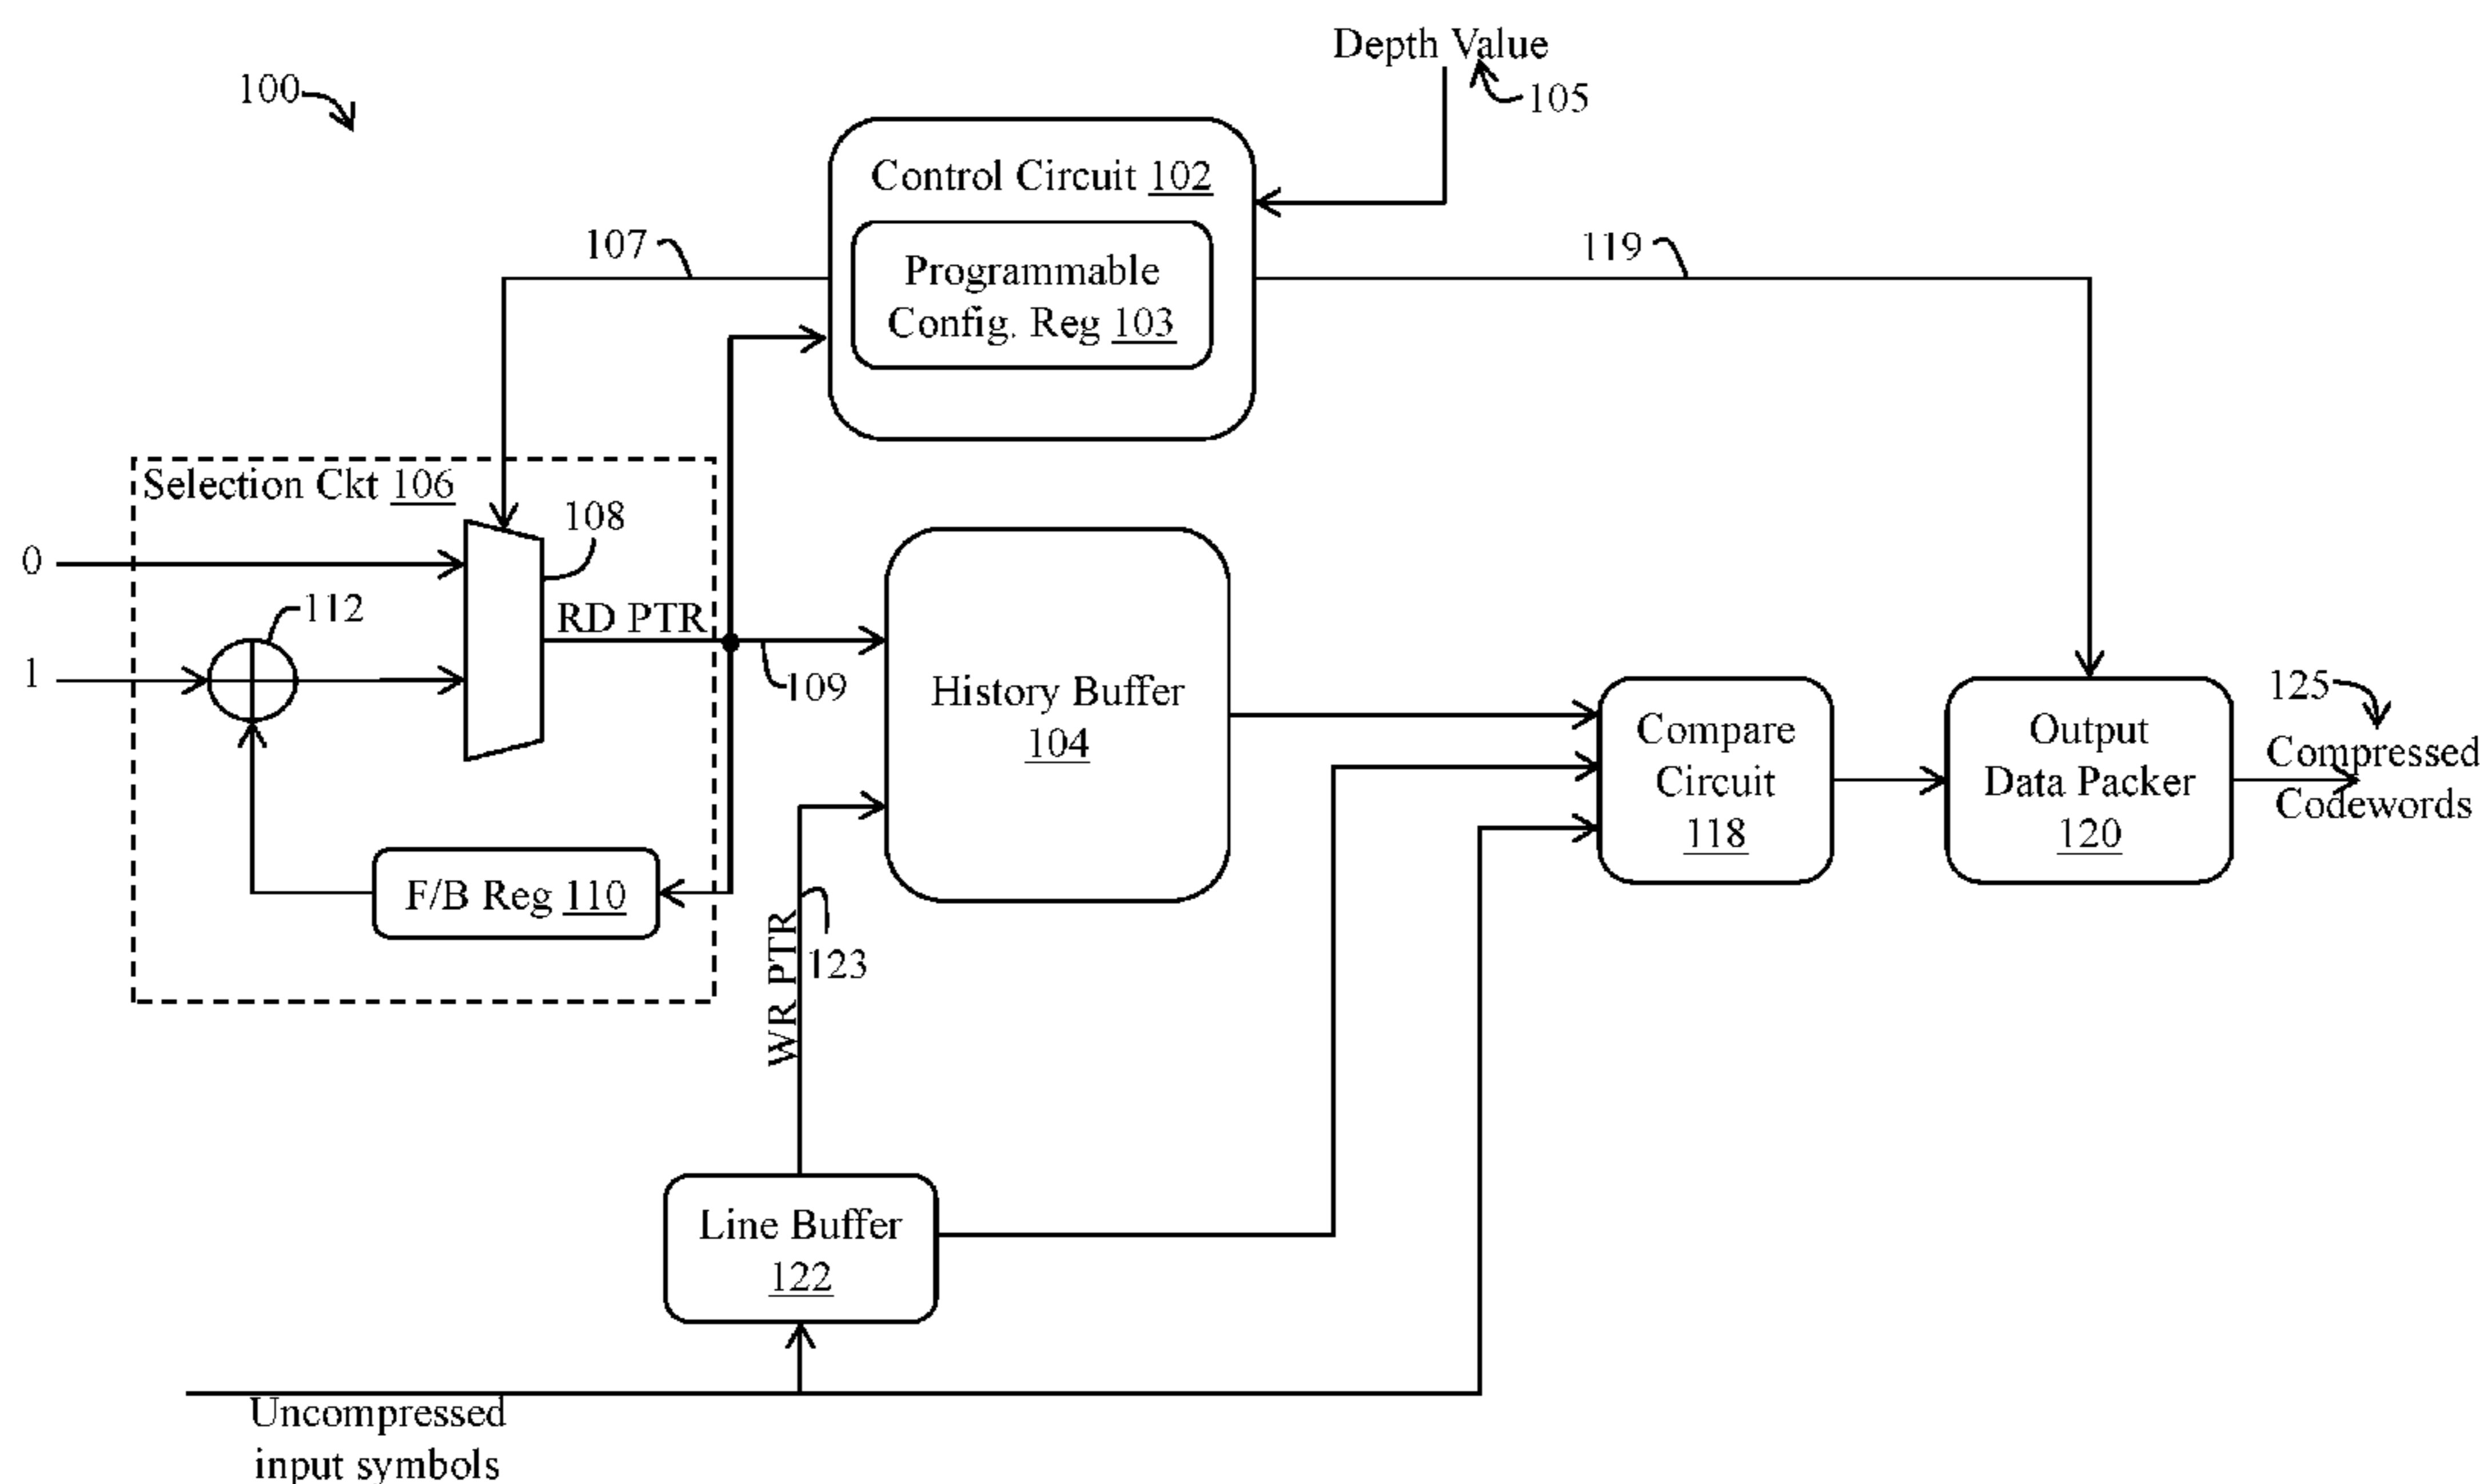 Depth Value
105
100
Control Circuit 102
Programmable
Config. Reg 103
107
119
Selection Ckt 106
108
0
112
RD PTR
1
109
History Buffer
104
Compare
Circuit
118
Output
Data Packer
120
125
Compressed
Codewords
F/B Reg 110
WR PTR
123
Line Buffer
122
Uncompressed
input symbols